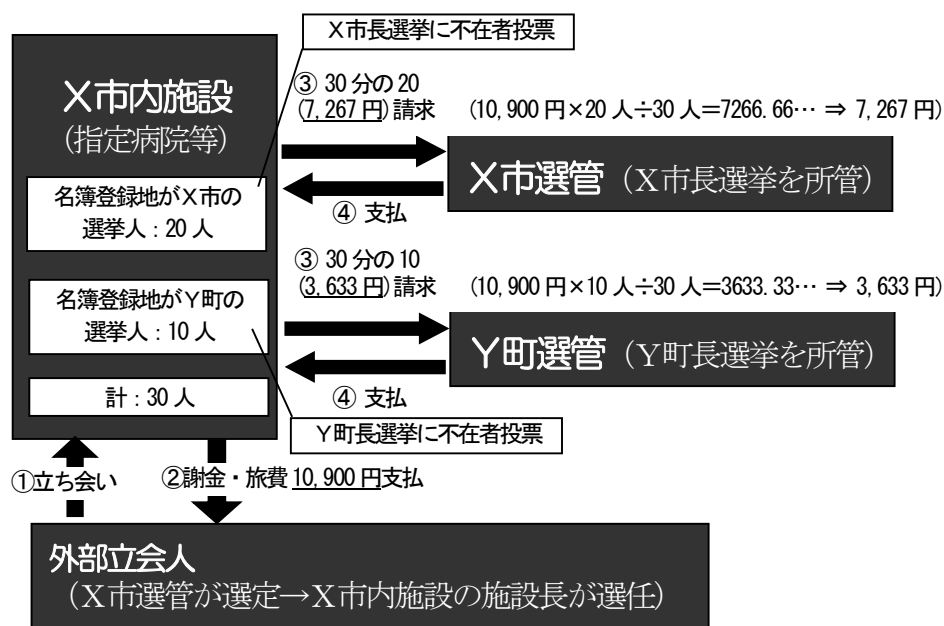 X市長選挙に不在者投票
X市内施設
(指定病院等)
③ 30分の20
(7,267円)請求
(10,900円×20人÷30人=7266.66… ⇒ 7,267円)
X市選管(X市長選挙を所管)
④ 支払
名簿登録地がX市の
選挙人:20人
③ 30分の10
(3,633円)請求
(10,900円×10人÷30人=3633.33… ⇒ 3,633円)
名簿登録地がY町の
選挙人:10人
Y町選管(Y町長選挙を所管)
④ 支払
計:30人
Y町長選挙に不在者投票
①立ち会い
②謝金・旅費 10,900円支払
外部立会人
(X市選管が選定→X市内施設の施設長が選任)